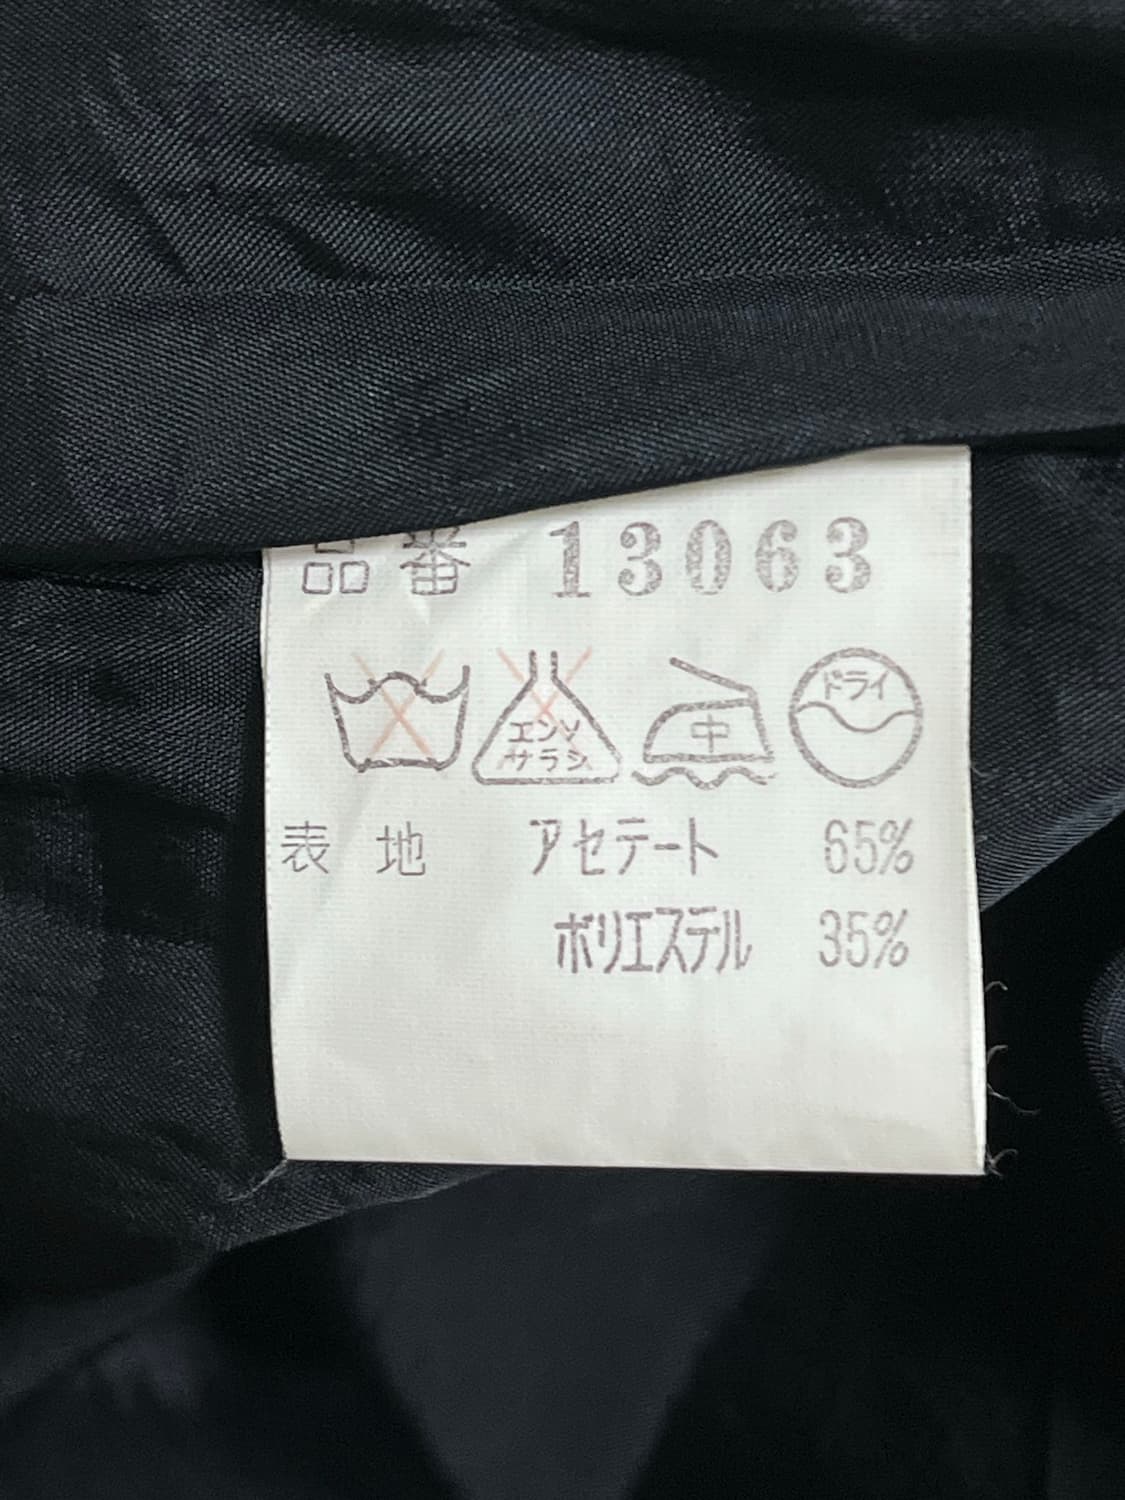 品番 13063
エンソ サラシ 中 ドライ
表地 アセテート 65%
ポリエステル 35%